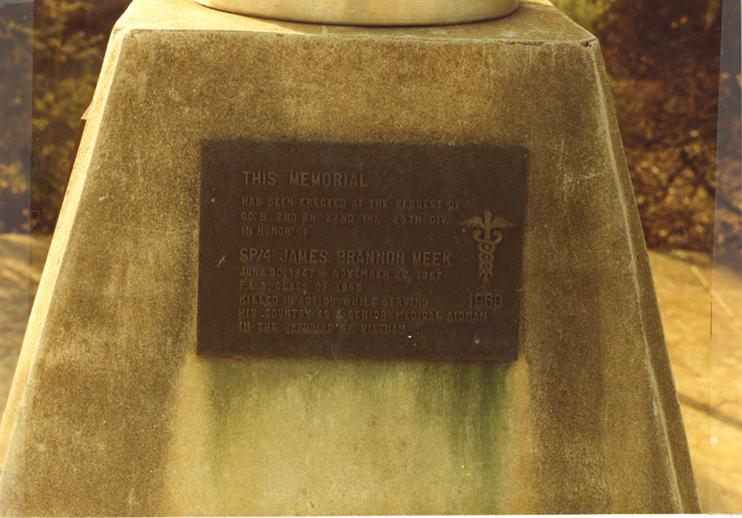 THIS MEMORIAL
HAS BEEN ERECTED AT THE REQUEST OF
CO. B. 2ND BN. 22ND INF. 25TH DIV.
IN HONOR OF
SP/4 JAMES BRANNON MEEK
JUNE 30, 1947 - NOVEMBER 1967
F.L.A. CLASS OF 1965
KILLED IN ACTION WHILE SERVING
HIS COUNTRY AS A SENIOR MEDICAL AIDMAN
IN THE REPUBLIC OF VIETNAM
1969